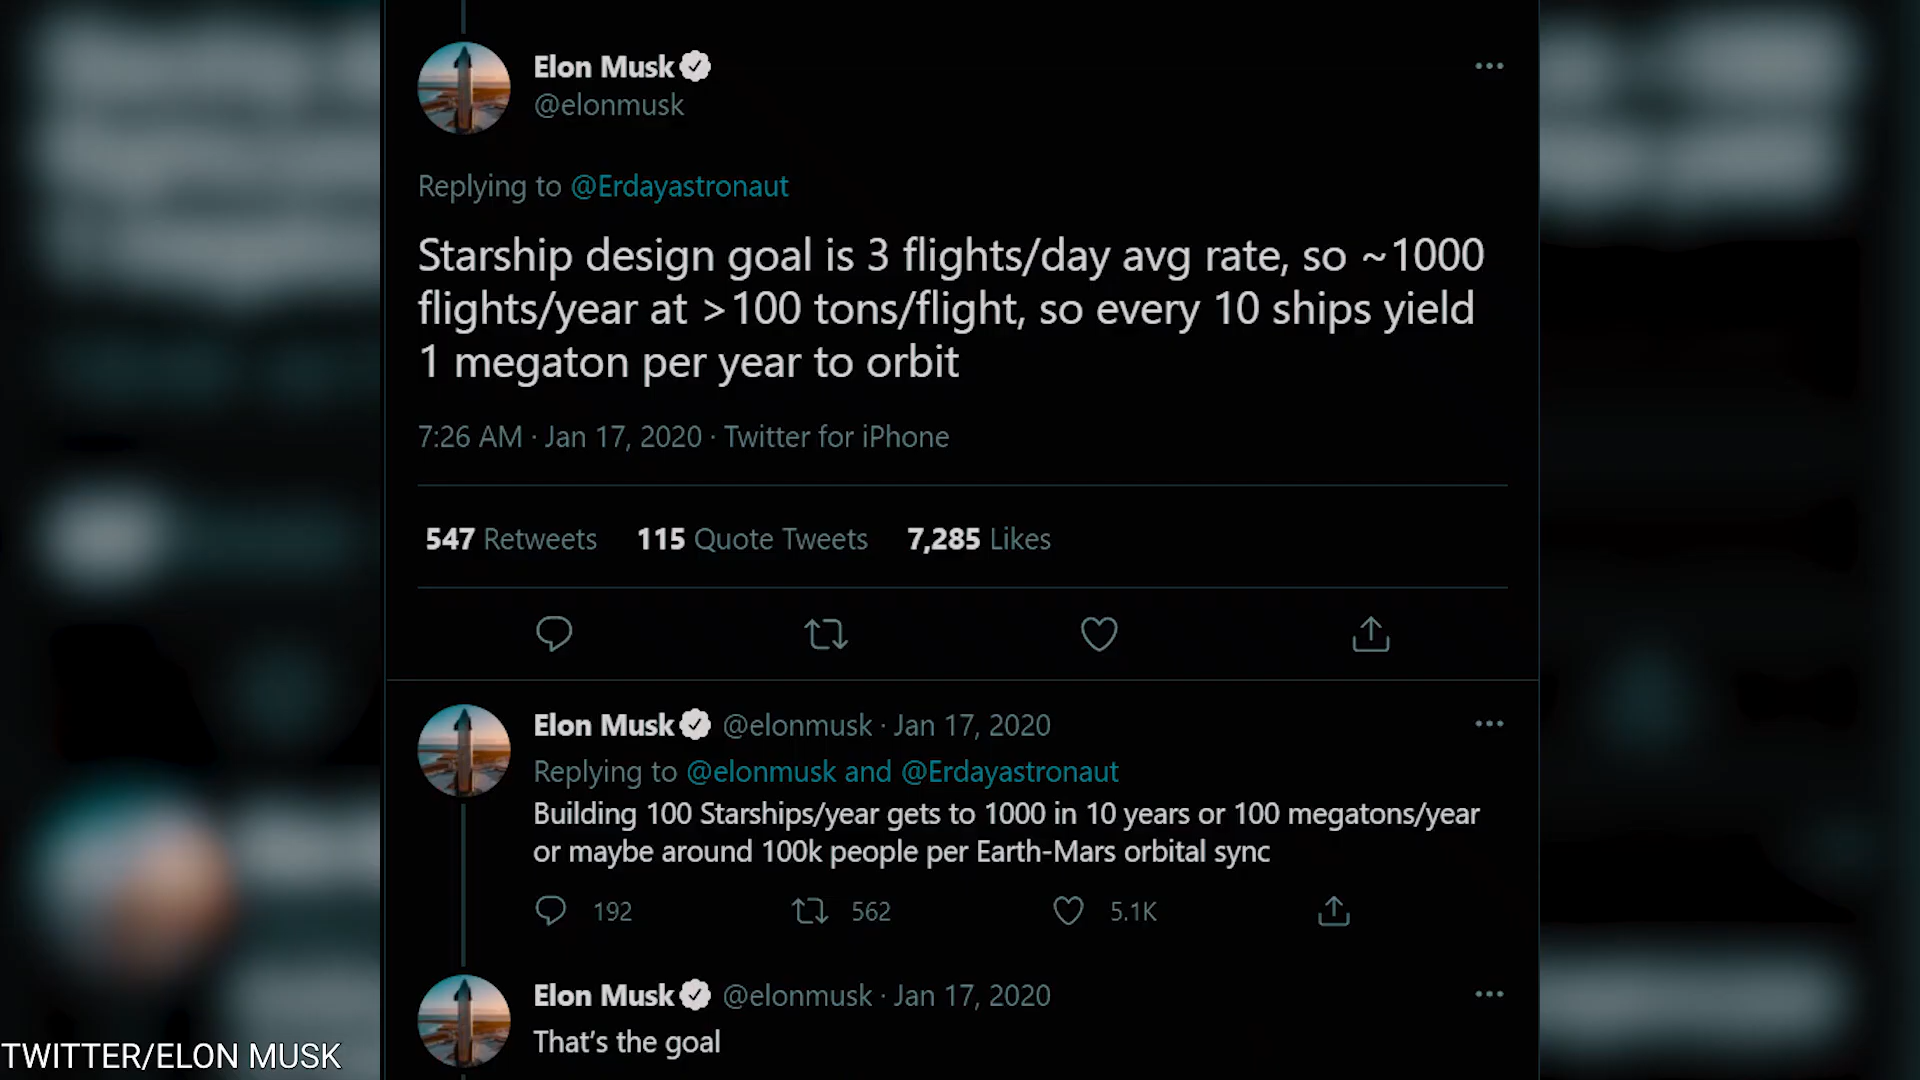 Elon Musk
@elonmusk
Replying to @Erdayastronaut
Starship design goal is 3 flights/day avg rate, so ~1000
flights/year at >100 tons/flight, so every 10 ships yield
1 megaton per year to orbit
7:26 AM · Jan 17, 2020 · Twitter for iPhone
547 Retweets 115 Quote Tweets 7,285 Likes
Elon Musk @elonmusk · Jan 17, 2020
Replying to @elonmusk and @Erdayastronaut
Building 100 Starships/year gets to 1000 in 10 years or 100 megatons/year
or maybe around 100k people per Earth-Mars orbital sync
192 562 5.1K
Elon Musk @elonmusk · Jan 17, 2020
That's the goal
TWITTER/ELON MUSK